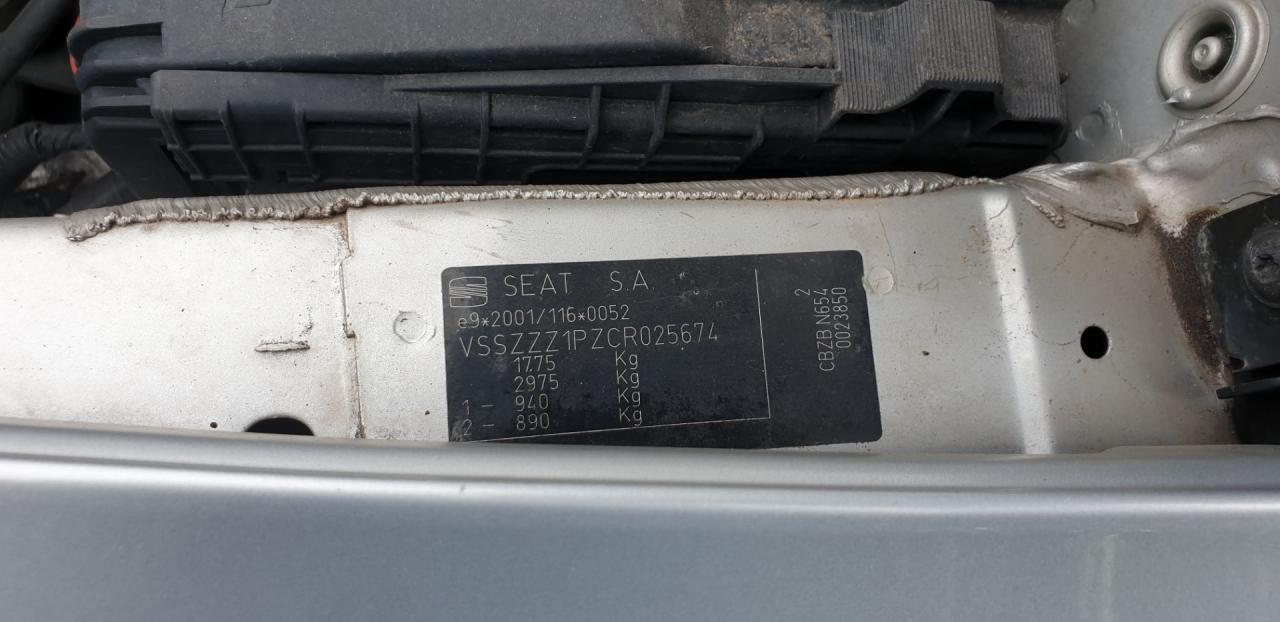 SEAT S.A.
e9*2001/116*0052
VSSZZZ1PZCR025674
1775 Kg
2975 Kg
1 - 940 Kg
2 - 890 Kg
2
CBZB N654
0023850